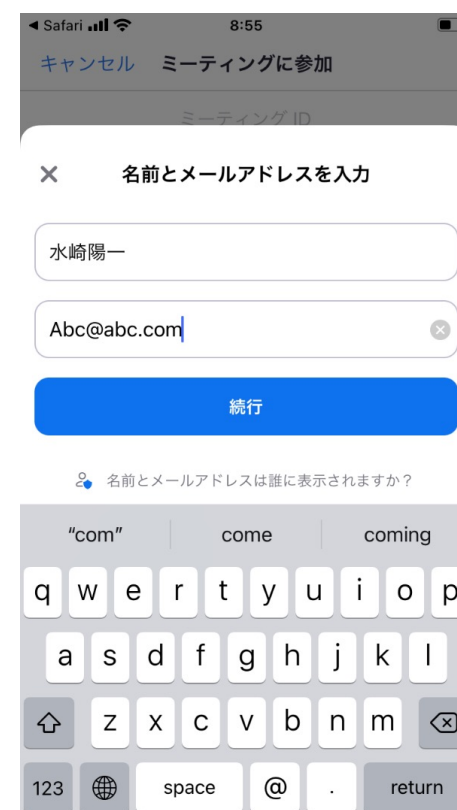 ◀ Safari 8:55
キャンセル ミーティングに参加
ミーティング ID
名前とメールアドレスを入力
水崎陽一
Abc@abc.com
続行
名前とメールアドレスは誰に表示されますか？
“com” come coming
q w e r t y u i o p
a s d f g h j k l
z x c v b n m
123 space @ . return